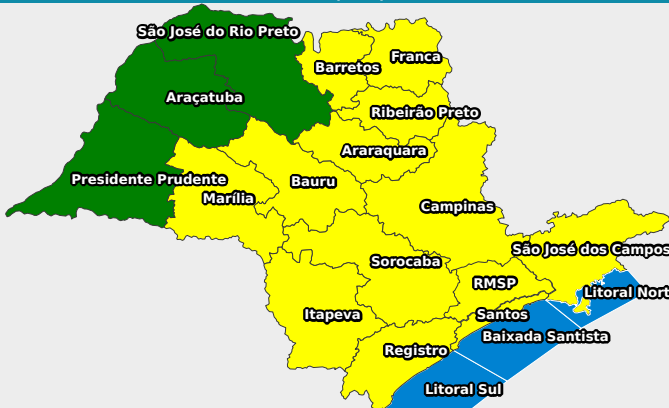 São José do Rio Preto
Franca
Barretos
Araçatuba
Ribeirão Preto
Araraquara
Presidente Prudente
Bauru
Marília
Campinas
São José dos Campos
Sorocaba
RMSP
Litoral Nort
Itapeva
Santos
Baixada Santista
Registro
Litoral Sul